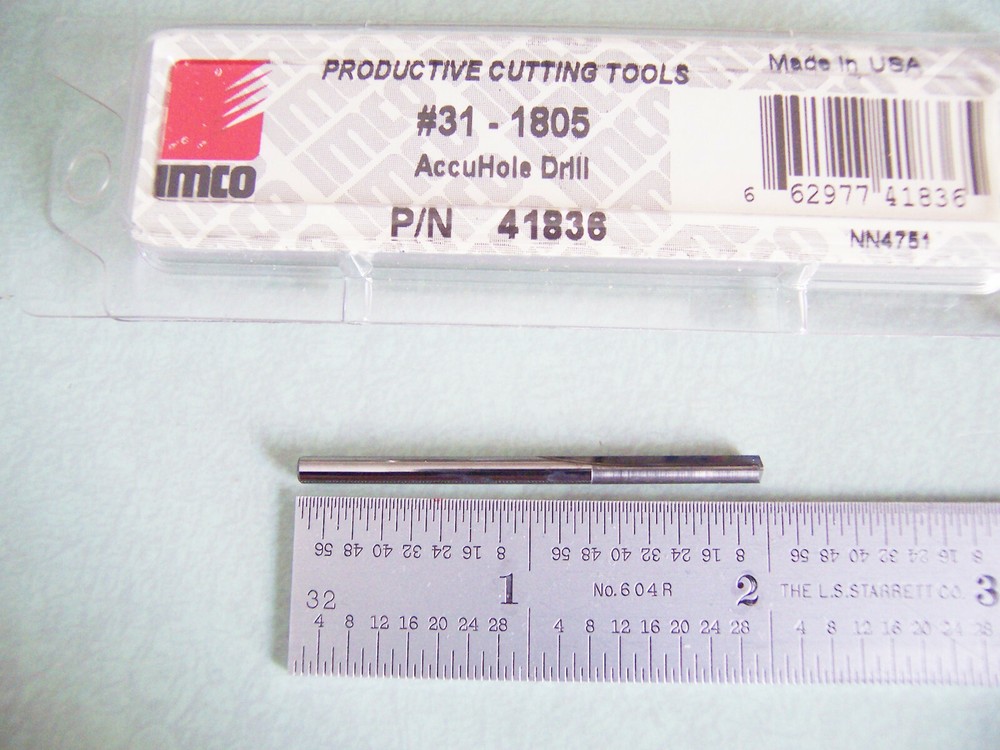 PRODUCTIVE CUTTING TOOLS
Made In USA
#31 - 1805
AccuHole Drill
IMCO
P/N 41836
6 62977 41836
NN4751
56 48 40 32 24 16 8 56 48 40 32 24 16 8 56 48 40 32 24 16 8
32 1 No.604R 2 THE L.S.STARRETT CO. 3
4 8 12 16 20 24 28 4 8 12 16 20 24 28 4 8 12 16 20 24 28